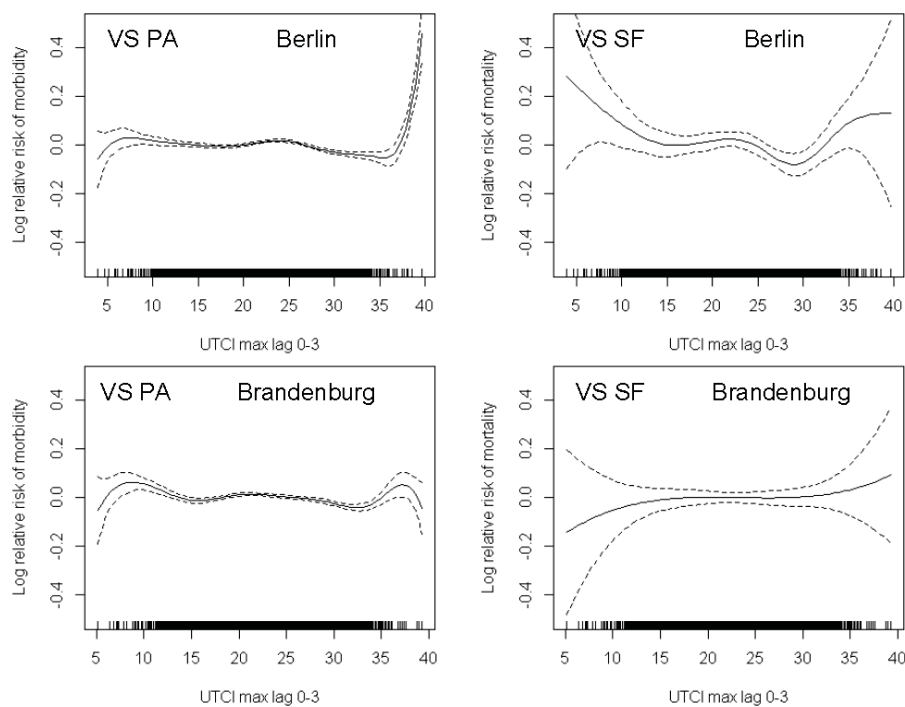 VS PA Berlin
Log relative risk of morbidity
0.4
0.2
0.0
-0.2
-0.4
5 10 15 20 25 30 35 40
UTCI max lag 0-3
VS SF Berlin
Log relative risk of mortality
0.4
0.2
0.0
-0.2
-0.4
5 10 15 20 25 30 35 40
UTCI max lag 0-3
VS PA Brandenburg
Log relative risk of morbidity
0.4
0.2
0.0
-0.2
-0.4
5 10 15 20 25 30 35 40
UTCI max lag 0-3
VS SF Brandenburg
Log relative risk of mortality
0.4
0.2
0.0
-0.2
-0.4
5 10 15 20 25 30 35 40
UTCI max lag 0-3